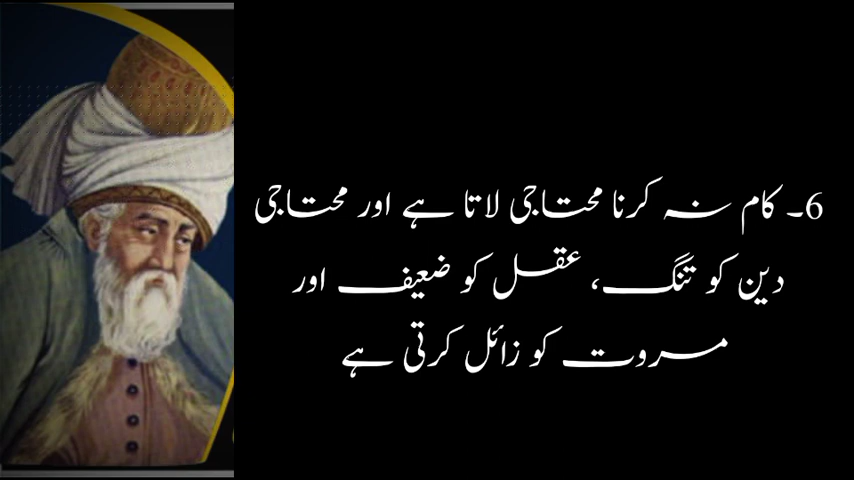 6۔ کام نہ کرنا محتاجی لاتا ہے اور محتاجی
دین کو تنگ، عقل کو ضعیف اور
مروت کو زائل کرتی ہے